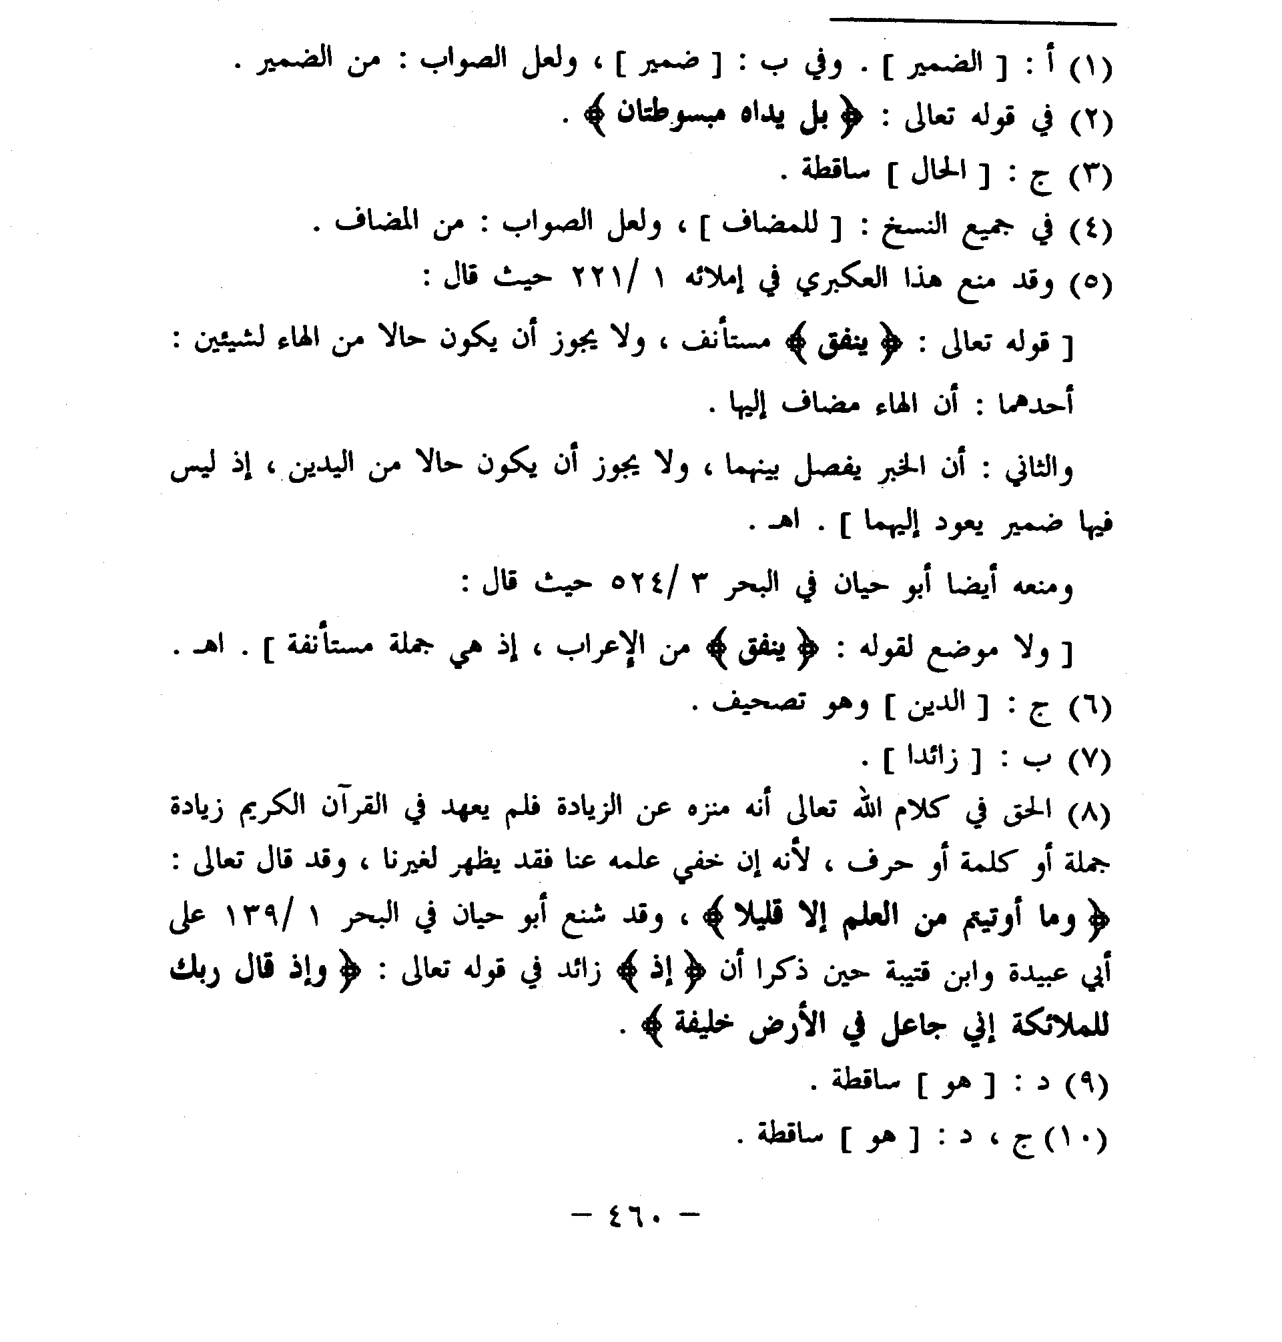 (١) أ : [ الضمير ] . وفي ب : [ ضمير ] ، ولعل الصواب : من الضمير .
(٢) في قوله تعالى : ﴿ بل يداه مبسوطتان ﴾ .
(٣) ج : [ الحال ] ساقطة .
(٤) في جميع النسخ : [ للمضاف ] ، ولعل الصواب : من المضاف .
(٥) وقد منع هذا العكبري في إملائه ١ /٢٢١ حيث قال :
[ قوله تعالى : ﴿ ينفق ﴾ مستأنف ، ولا يجوز أن يكون حالا من الهاء لشيئين :
أحدهما : أن الهاء مضاف إليها .
والثاني : أن الخبر يفصل بينهما ، ولا يجوز أن يكون حالا من اليدين ، إذ ليس
فيها ضمير يعود إليهما ] . اهـ .
ومنعه أيضا أبو حيان في البحر ٣ /٥٢٤ حيث قال :
[ ولا موضع لقوله : ﴿ ينفق ﴾ من الإعراب ، إذ هي جملة مستأنفة ] . اهـ .
(٦) ج : [ الدين ] وهو تصحيف .
(٧) ب : [ زائدا ] .
(٨) الحق في كلام الله تعالى أنه منزه عن الزيادة فلم يعهد في القرآن الكريم زيادة
جملة أو كلمة أو حرف ، لأنه إن خفي علمه عنا فقد يظهر لغيرنا ، وقد قال تعالى :
﴿ وما أوتيتم من العلم إلا قليلا ﴾ ، وقد شنع أبو حيان في البحر ١ /١٣٩ على
أبي عبيدة وابن قتيبة حين ذكرا أن ﴿ إذ ﴾ زائد في قوله تعالى : ﴿ وإذ قال ربك
للملائكة إني جاعل في الأرض خليفة ﴾ .
(٩) د : [ هو ] ساقطة .
(١٠) ج ، د : [ هو ] ساقطة .
– ٤٦٠ –